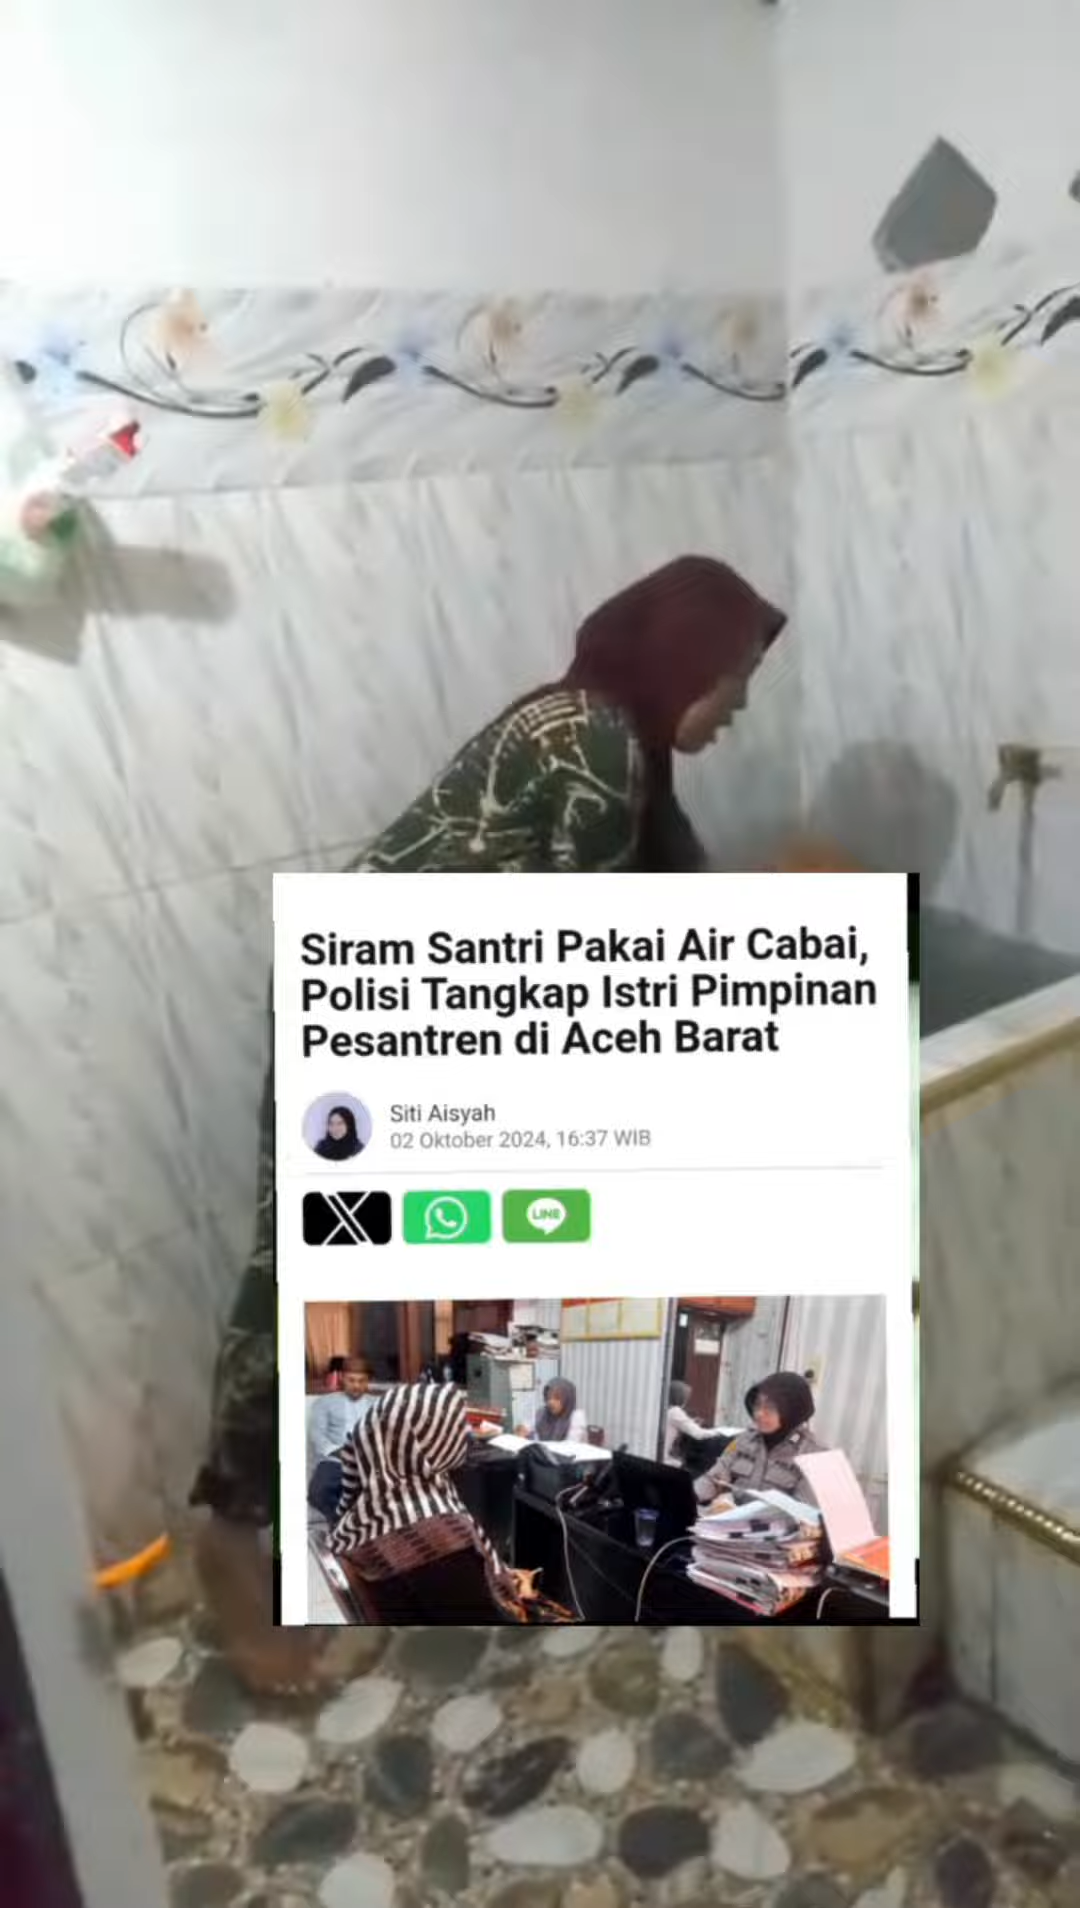 Siram Santri Pakai Air Cabai,
Polisi Tangkap Istri Pimpinan
Pesantren di Aceh Barat
Siti Aisyah
02 Oktober 2024, 16:37 WIB
LINE